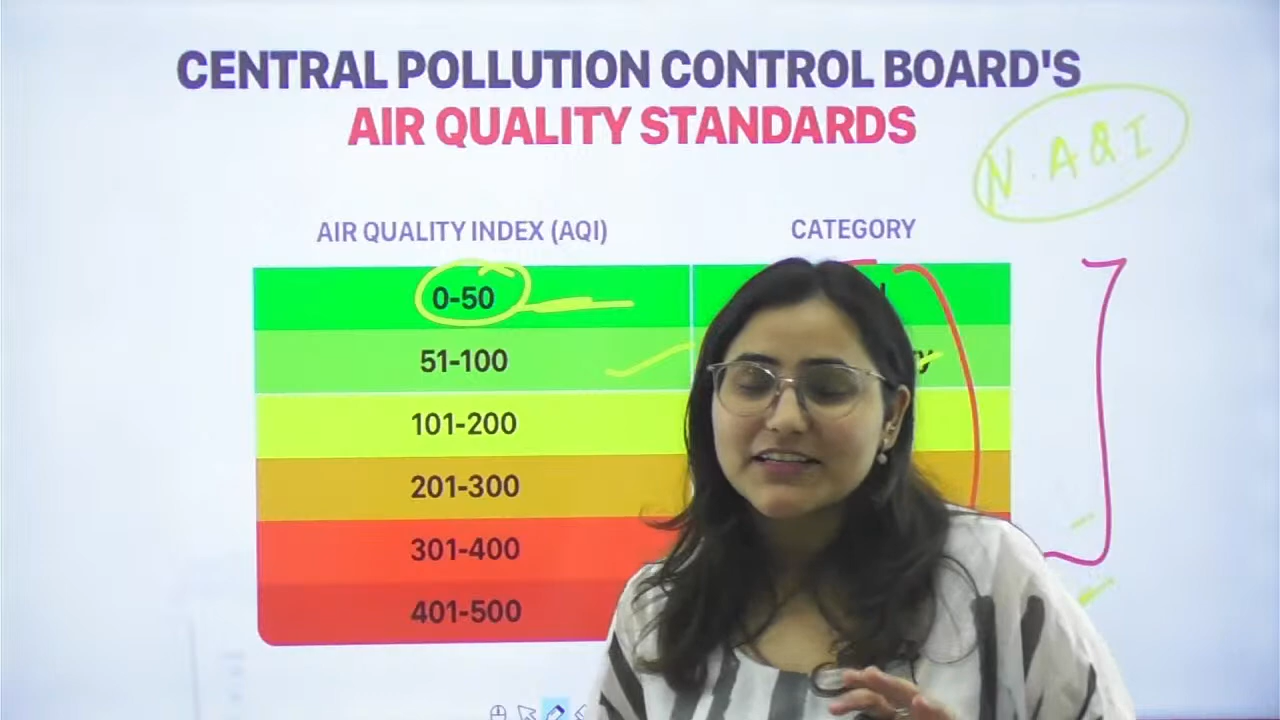 CENTRAL POLLUTION CONTROL BOARD'S
AIR QUALITY STANDARDS
N. A Q I
AIR QUALITY INDEX (AQI)
CATEGORY
0-50
51-100
101-200
201-300
301-400
401-500